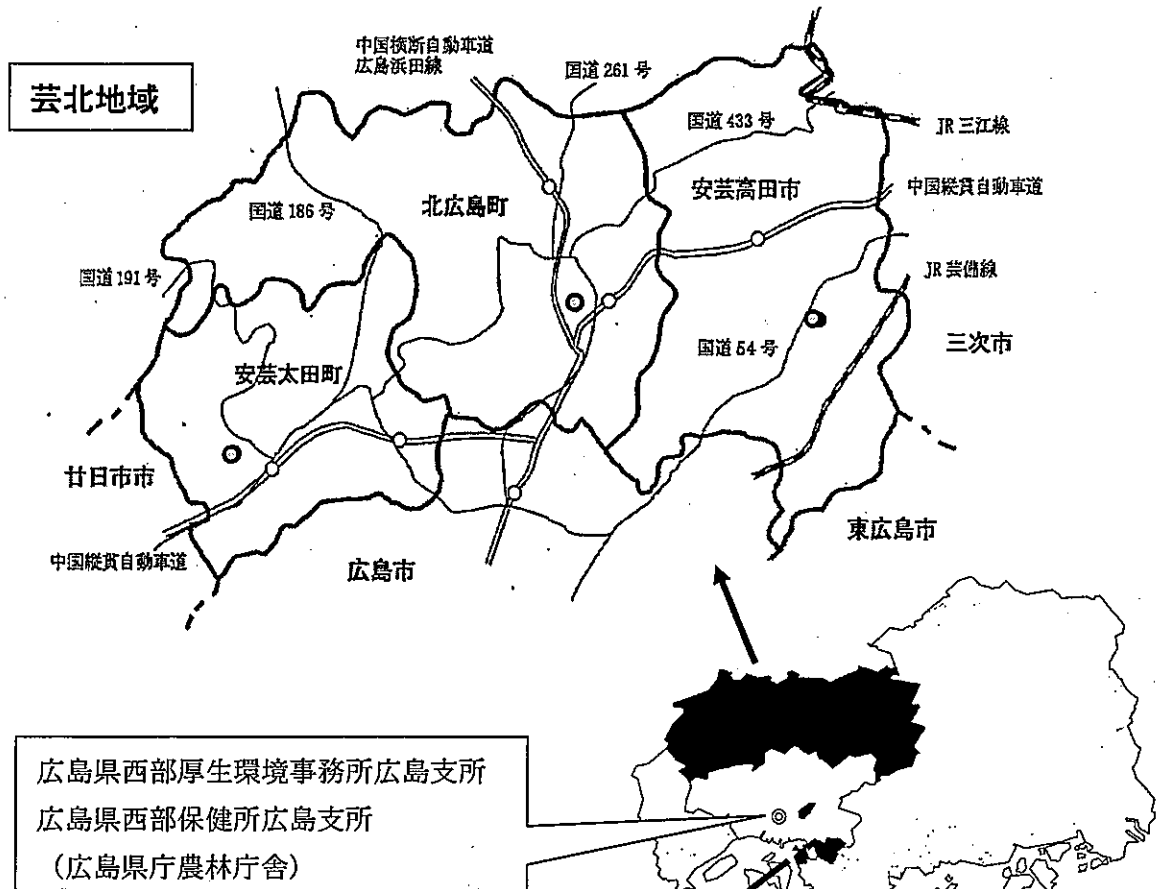 芸北地域
中国横断自動車道
広島浜田線
国道 261 号
国道 433 号
JR 三江線
安芸高田市
中国縦貫自動車道
北広島町
国道 186 号
国道 191 号
JR 芸備線
三次市
国道 54 号
安芸太田町
廿日市市
東広島市
中国縦貫自動車道
広島市
広島県西部厚生環境事務所広島支所
広島県西部保健所広島支所
(広島県庁農林庁舎)